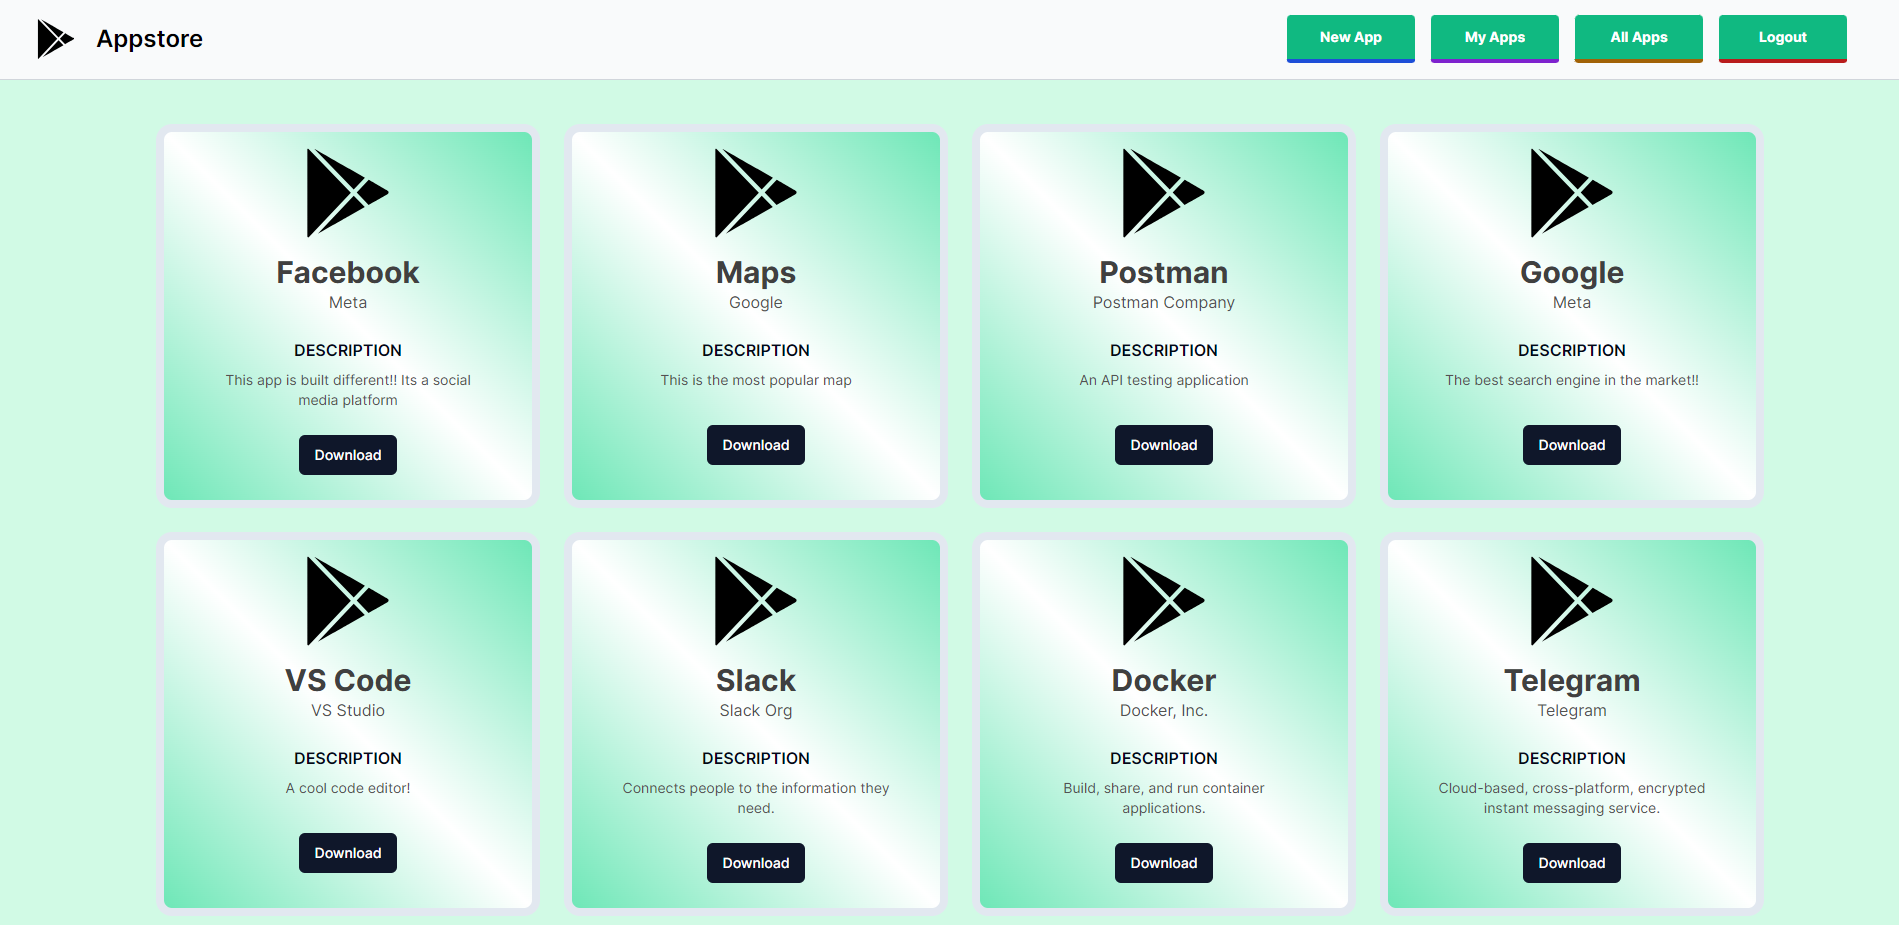 Appstore
New App
My Apps
All Apps
Logout
Facebook
Meta
DESCRIPTION
This app is built different!! Its a social
media platform
Download
Maps
Google
DESCRIPTION
This is the most popular map
Download
Postman
Postman Company
DESCRIPTION
An API testing application
Download
Google
Meta
DESCRIPTION
The best search engine in the market!!
Download
VS Code
VS Studio
DESCRIPTION
A cool code editor!
Download
Slack
Slack Org
DESCRIPTION
Connects people to the information they
need.
Download
Docker
Docker, Inc.
DESCRIPTION
Build, share, and run container
applications.
Download
Telegram
Telegram
DESCRIPTION
Cloud-based, cross-platform, encrypted
instant messaging service.
Download